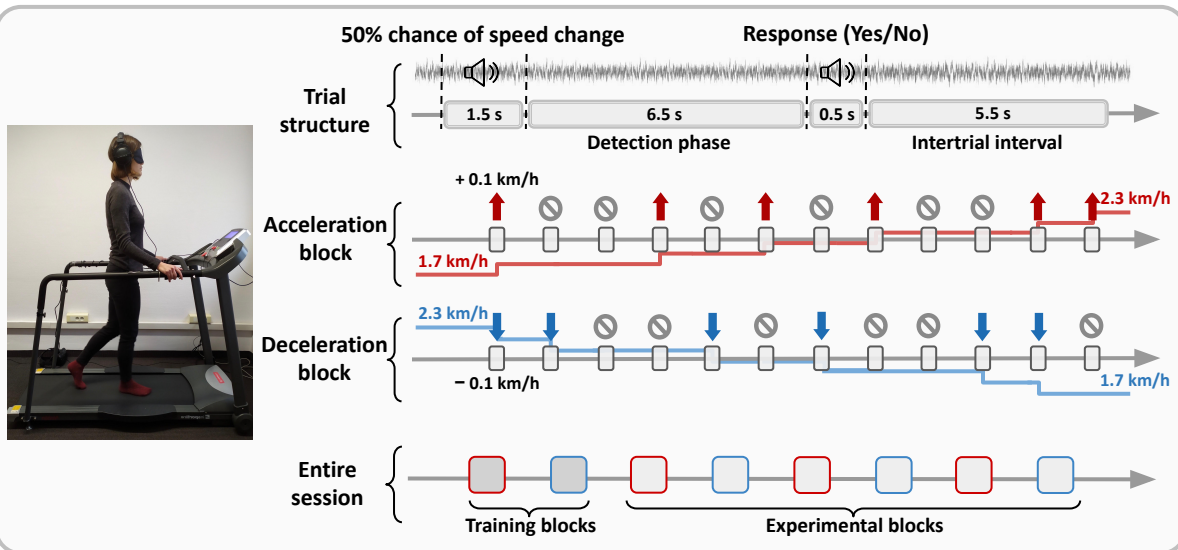 50% chance of speed change
Response (Yes/No)
Trial
structure
1.5 s
6.5 s
0.5 s
5.5 s
Detection phase
Intertrial interval
+ 0.1 km/h
2.3 km/h
Acceleration
block
1.7 km/h
2.3 km/h
Deceleration
block
– 0.1 km/h
1.7 km/h
Entire
session
Training blocks
Experimental blocks